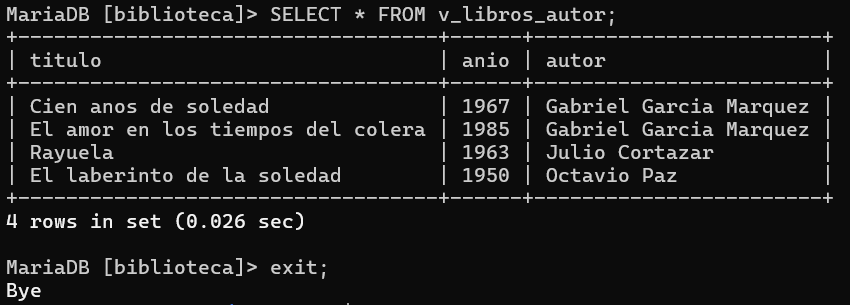 MariaDB [biblioteca]> SELECT * FROM v_libros_autor;
+-----------------------------------+------+------------------------+
| titulo                            | anio | autor                  |
+-----------------------------------+------+------------------------+
| Cien anos de soledad              | 1967 | Gabriel Garcia Marquez |
| El amor en los tiempos del colera | 1985 | Gabriel Garcia Marquez |
| Rayuela                           | 1963 | Julio Cortazar         |
| El laberinto de la soledad        | 1950 | Octavio Paz            |
+-----------------------------------+------+------------------------+
4 rows in set (0.026 sec)
MariaDB [biblioteca]> exit;
Bye